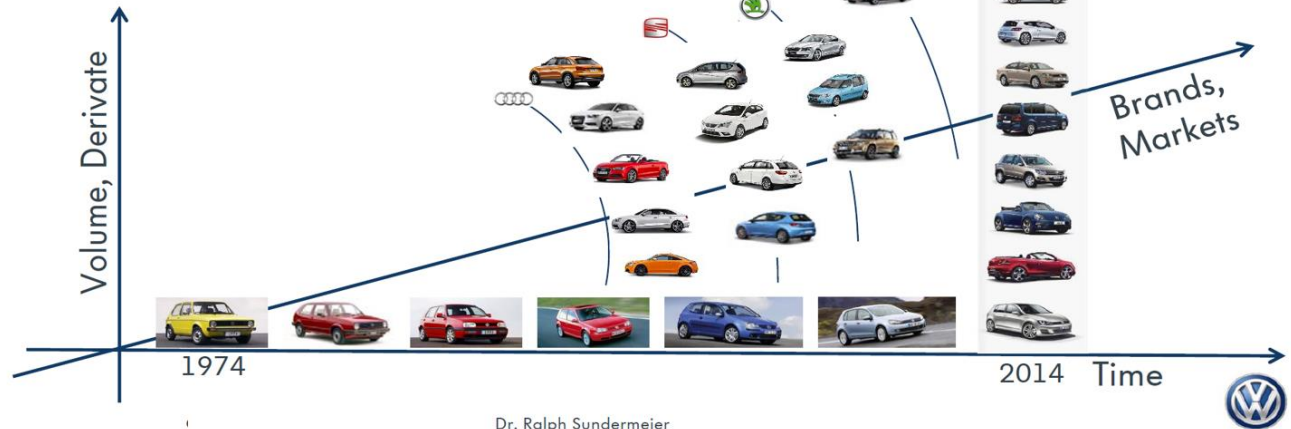 Volume, Derivate
Brands,
Markets
1974
2014
Time
Dr. Ralph Sundermeier